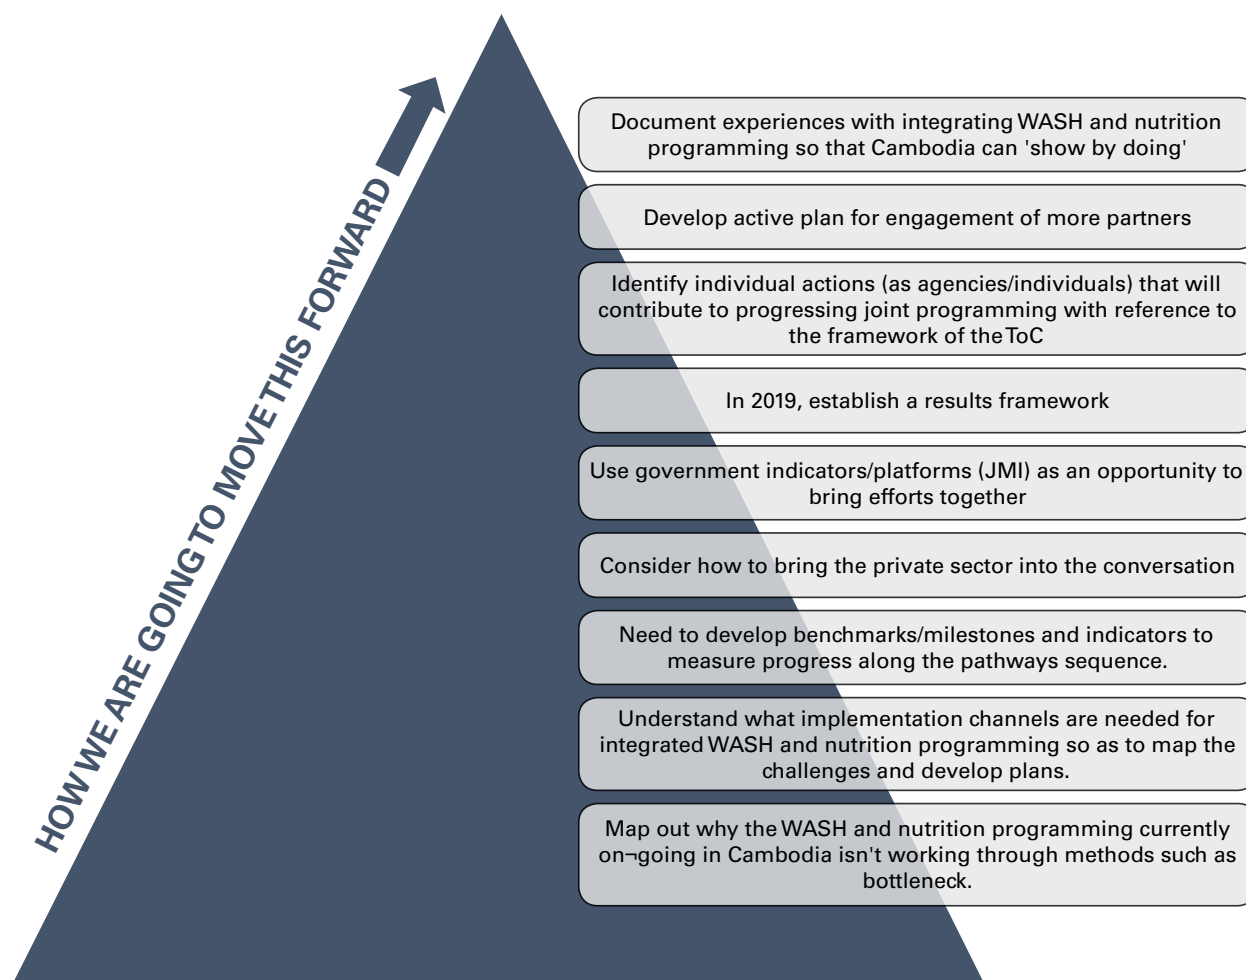 HOW WE ARE GOING TO MOVE THIS FORWARD
Document experiences with integrating WASH and nutrition
programming so that Cambodia can 'show by doing'
Develop active plan for engagement of more partners
Identify individual actions (as agencies/individuals) that will
contribute to progressing joint programming with reference to
the framework of the ToC
In 2019, establish a results framework
Use government indicators/platforms (JMI) as an opportunity to
bring efforts together
Consider how to bring the private sector into the conversation
Need to develop benchmarks/milestones and indicators to
measure progress along the pathways sequence.
Understand what implementation channels are needed for
integrated WASH and nutrition programming so as to map the
challenges and develop plans.
Map out why the WASH and nutrition programming currently
on¬going in Cambodia isn't working through methods such as
bottleneck.